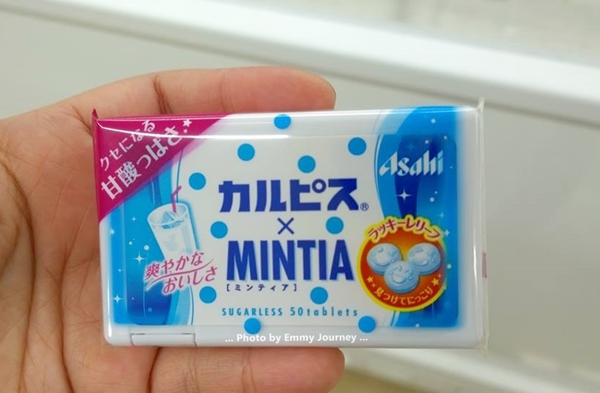 クセになる
甘酸っぱさ
Asahi
カルピス®
×
MINTIA
[ミンティア]
爽やかな
おいしさ
ラッキーレリーフ
見つけてにっこり
SUGARLESS 50tablets
... Photo by Emmy Journey ...